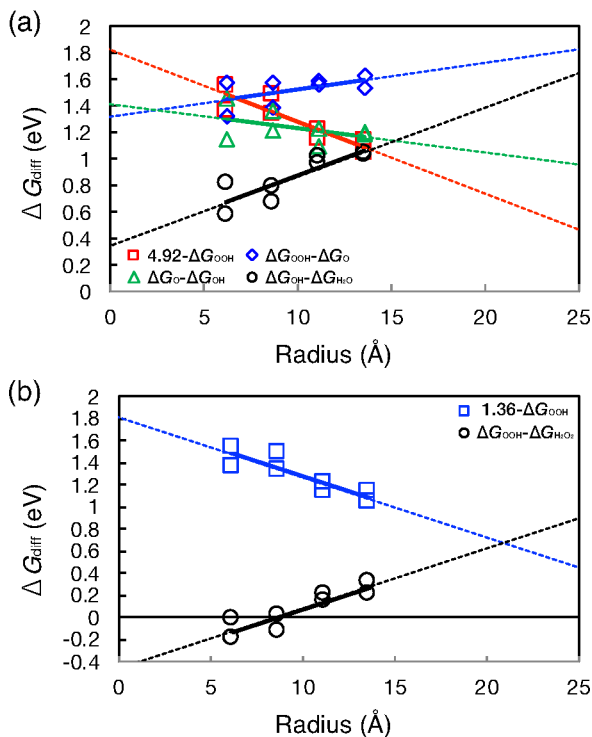 (a)
2
1.8
1.6
1.4
1.2
1
0.8
0.6
0.4
0.2
0
Δ Gdiff (eV)
4.92-ΔGOOH
ΔGOOH-ΔGO
ΔGO-ΔGOH
ΔGOH-ΔGH₂O
0 5 10 15 20 25
Radius (Å)
(b)
2
1.8
1.6
1.4
1.2
1
0.8
0.6
0.4
0.2
0
-0.2
-0.4
Δ Gdiff (eV)
1.36-ΔGOOH
ΔGOOH-ΔGH₂O₂
0 5 10 15 20 25
Radius (Å)